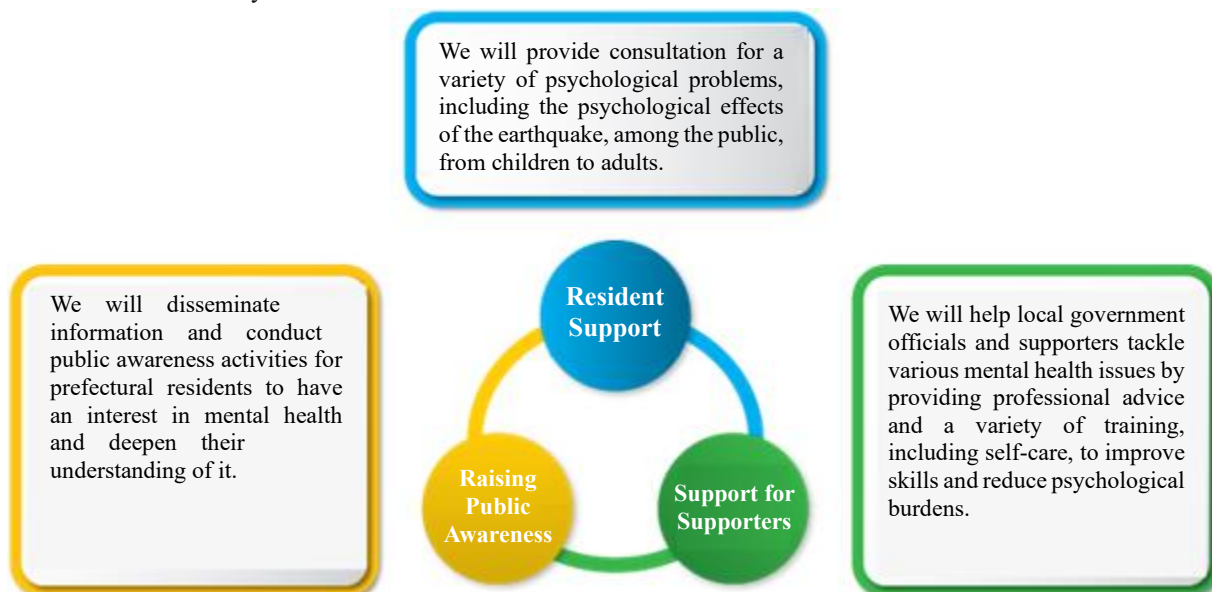 We will provide consultation for a
variety of psychological problems,
including the psychological effects
of the earthquake, among the public,
from children to adults.
We will disseminate
information and conduct
public awareness activities for
prefectural residents to have
an interest in mental health
and deepen their
understanding of it.
Resident
Support
Raising
Public
Awareness
Support for
Supporters
We will help local government
officials and supporters tackle
various mental health issues by
providing professional advice
and a variety of training,
including self-care, to improve
skills and reduce psychological
burdens.